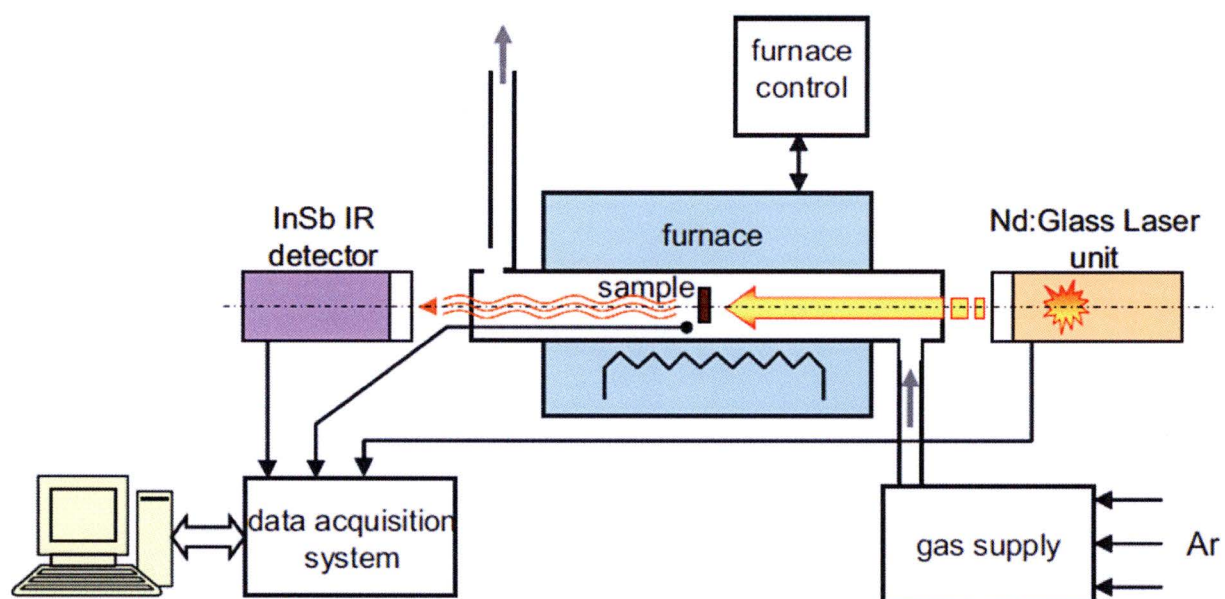 furnace
control
InSb IR
detector
furnace
Nd:Glass Laser
unit
sample
data acquisition
system
gas supply
Ar